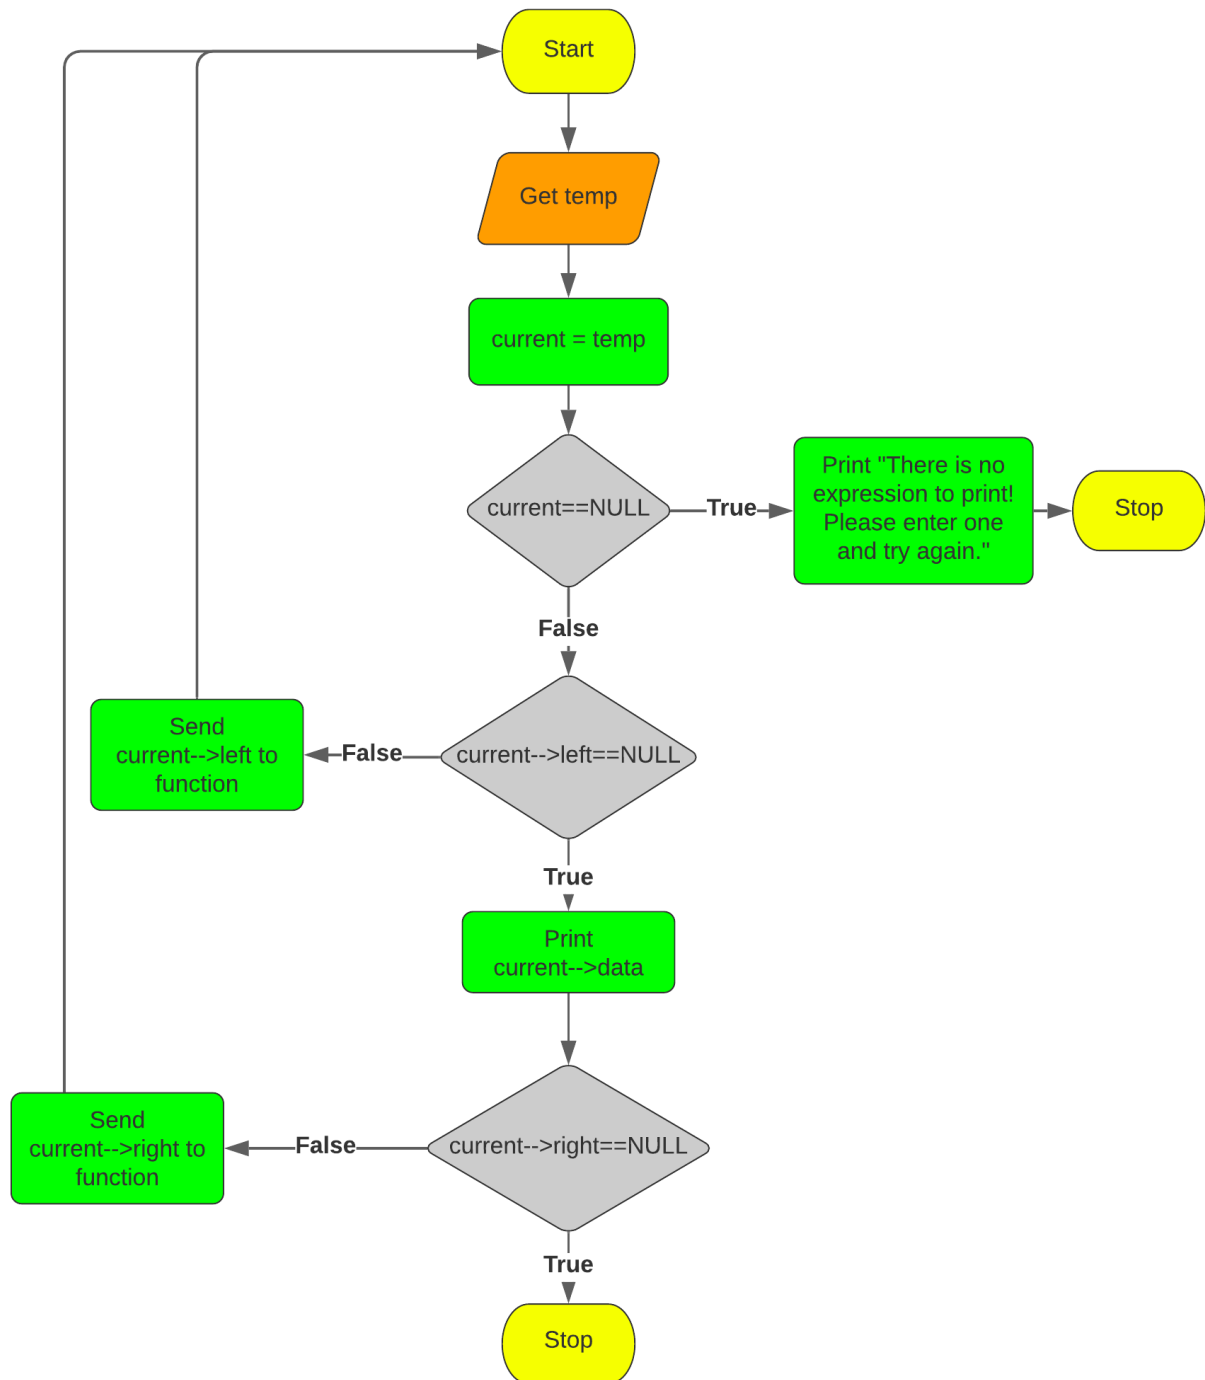 Start
Get temp
current = temp
current==NULL
True
Print "There is no
expression to print!
Please enter one
and try again."
Stop
False
current-->left==NULL
False
Send
current-->left to
function
True
Print
current-->data
current-->right==NULL
False
Send
current-->right to
function
True
Stop